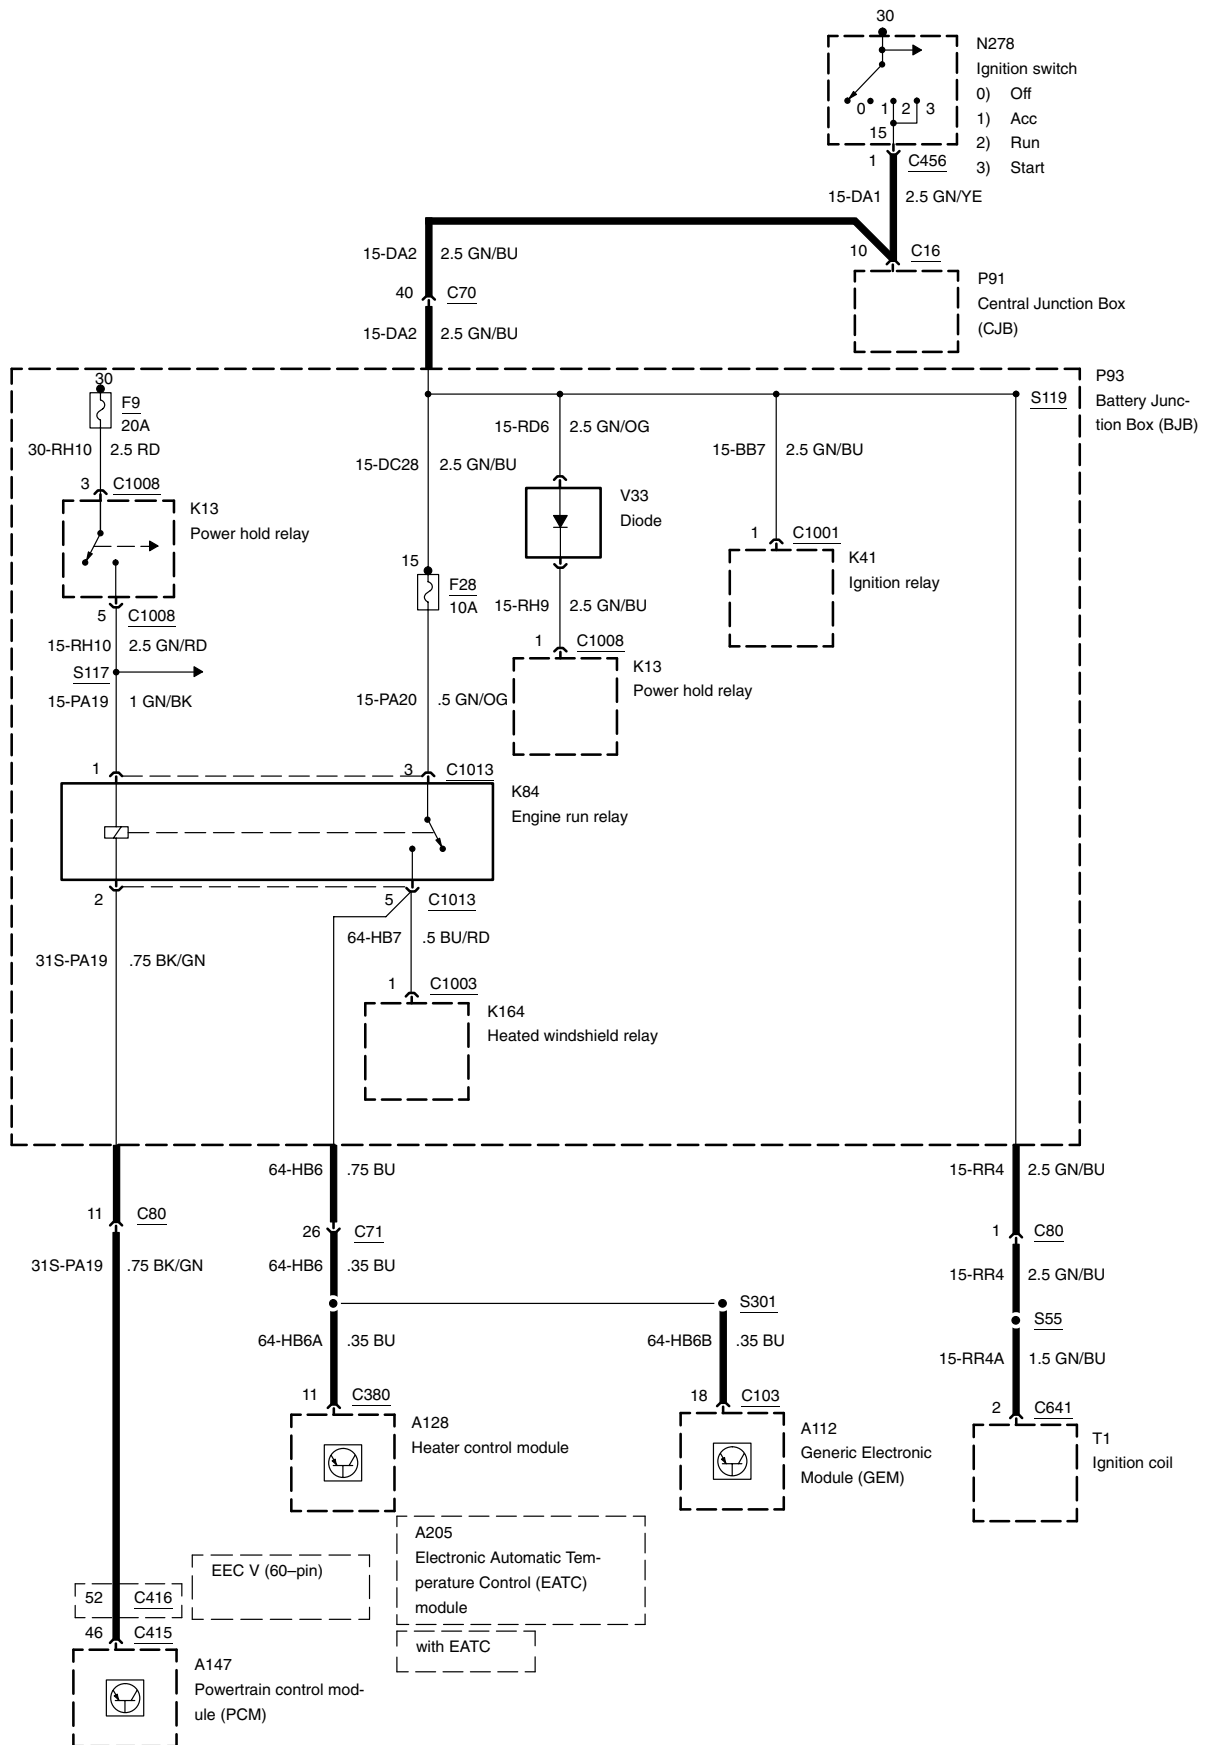 30
N278
Ignition switch
0) Off
1) Acc
2) Run
3) Start
0 1 2 3
15
1 C456
15-DA1 2.5 GN/YE
10 C16
P91
Central Junction Box
(CJB)
15-DA2 2.5 GN/BU
40 C70
15-DA2 2.5 GN/BU
P93
Battery Junc-
tion Box (BJB)
S119
30
F9
20A
30-RH10 2.5 RD
3 C1008
K13
Power hold relay
5 C1008
15-RH10 2.5 GN/RD
S117
15-PA19 1 GN/BK
15-DC28 2.5 GN/BU
15
F28
10A
15-PA20 .5 GN/OG
15-RD6 2.5 GN/OG
V33
Diode
15-RH9 2.5 GN/BU
1 C1008
K13
Power hold relay
15-BB7 2.5 GN/BU
1 C1001
K41
Ignition relay
1 3 C1013
K84
Engine run relay
2 5 C1013
64-HB7 .5 BU/RD
31S-PA19 .75 BK/GN
1 C1003
K164
Heated windshield relay
64-HB6 .75 BU
15-RR4 2.5 GN/BU
11 C80
26 C71
1 C80
31S-PA19 .75 BK/GN
64-HB6 .35 BU
15-RR4 2.5 GN/BU
S301
S55
64-HB6A .35 BU
64-HB6B .35 BU
15-RR4A 1.5 GN/BU
11 C380
18 C103
2 C641
A128
Heater control module
A112
Generic Electronic
Module (GEM)
T1
Ignition coil
A205
Electronic Automatic Tem-
perature Control (EATC)
module
with EATC
EEC V (60–pin)
52 C416
46 C415
A147
Powertrain control mod-
ule (PCM)